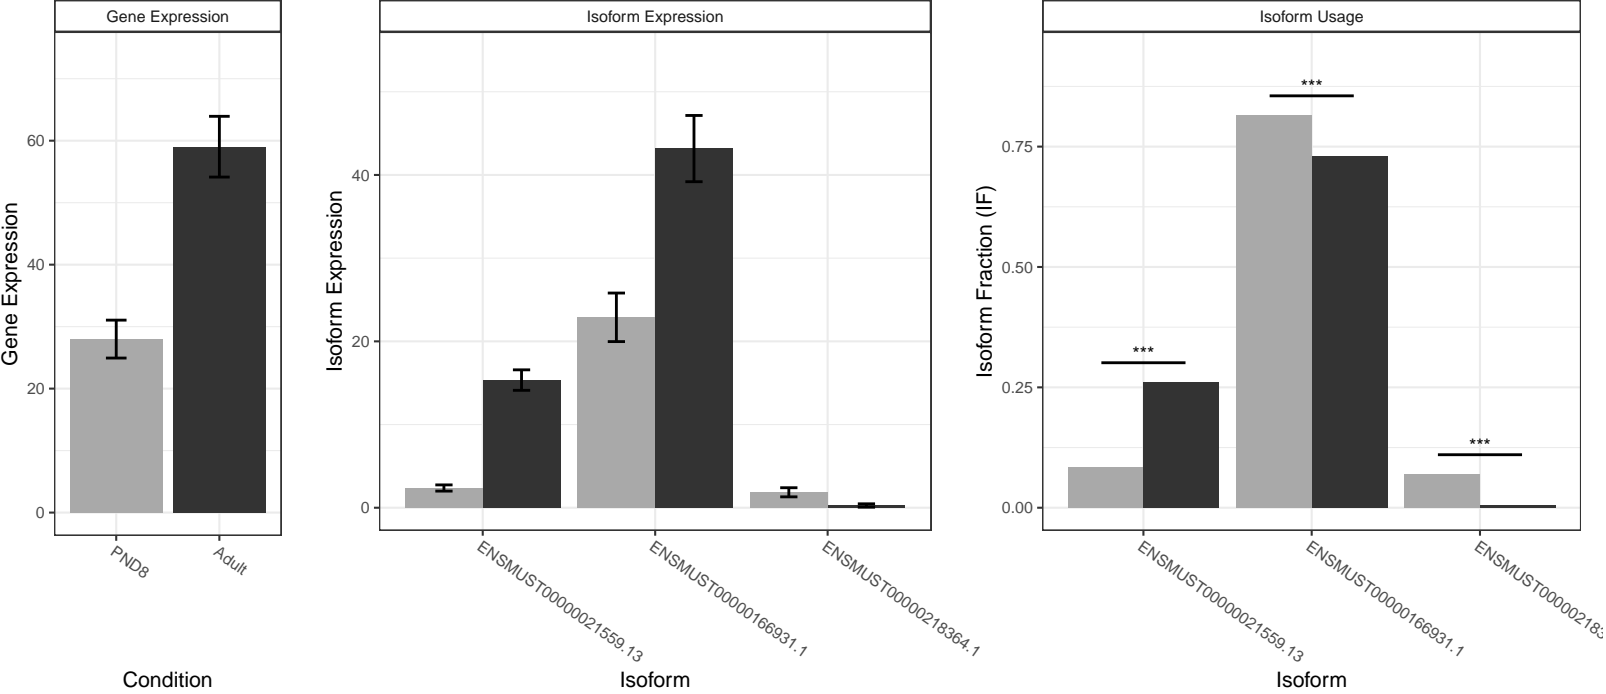 Gene Expression
Gene Expression
60
40
20
0
PND8
Adult
Condition
Isoform Expression
Isoform Expression
40
20
0
ENSMUST00000021559.13
ENSMUST00000166931.1
ENSMUST00000218364.1
Isoform
Isoform Usage
Isoform Fraction (IF)
0.75
0.50
0.25
0.00
***
***
***
ENSMUST00000021559.13
ENSMUST00000166931.1
ENSMUST000002183
Isoform